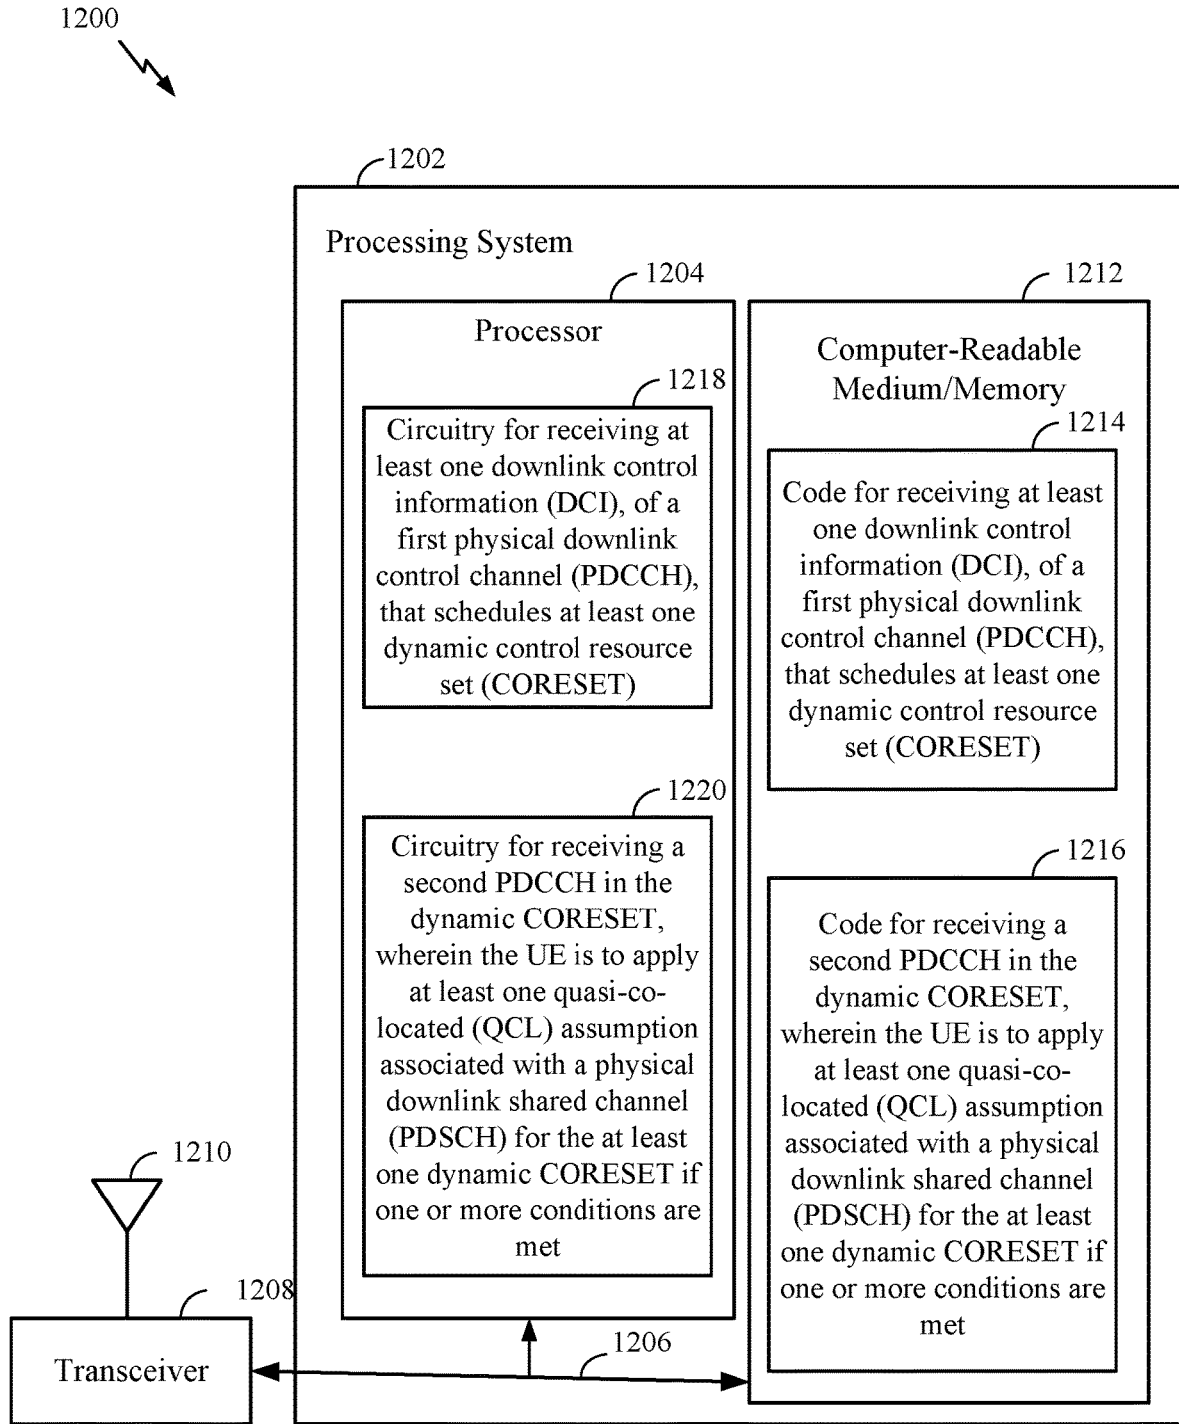 1200
1202
Processing System
1204
Processor
1218
Circuitry for receiving at
least one downlink control
information (DCI), of a
first physical downlink
control channel (PDCCH),
that schedules at least one
dynamic control resource
set (CORESET)
1220
Circuitry for receiving a
second PDCCH in the
dynamic CORESET,
wherein the UE is to apply
at least one quasi-co-
located (QCL) assumption
associated with a physical
downlink shared channel
(PDSCH) for the at least
one dynamic CORESET if
one or more conditions are
met
1212
Computer-Readable
Medium/Memory
1214
Code for receiving at least
one downlink control
information (DCI), of a
first physical downlink
control channel (PDCCH),
that schedules at least one
dynamic control resource
set (CORESET)
1216
Code for receiving a
second PDCCH in the
dynamic CORESET,
wherein the UE is to apply
at least one quasi-co-
located (QCL) assumption
associated with a physical
downlink shared channel
(PDSCH) for the at least
one dynamic CORESET if
one or more conditions are
met
1210
1208
Transceiver
1206